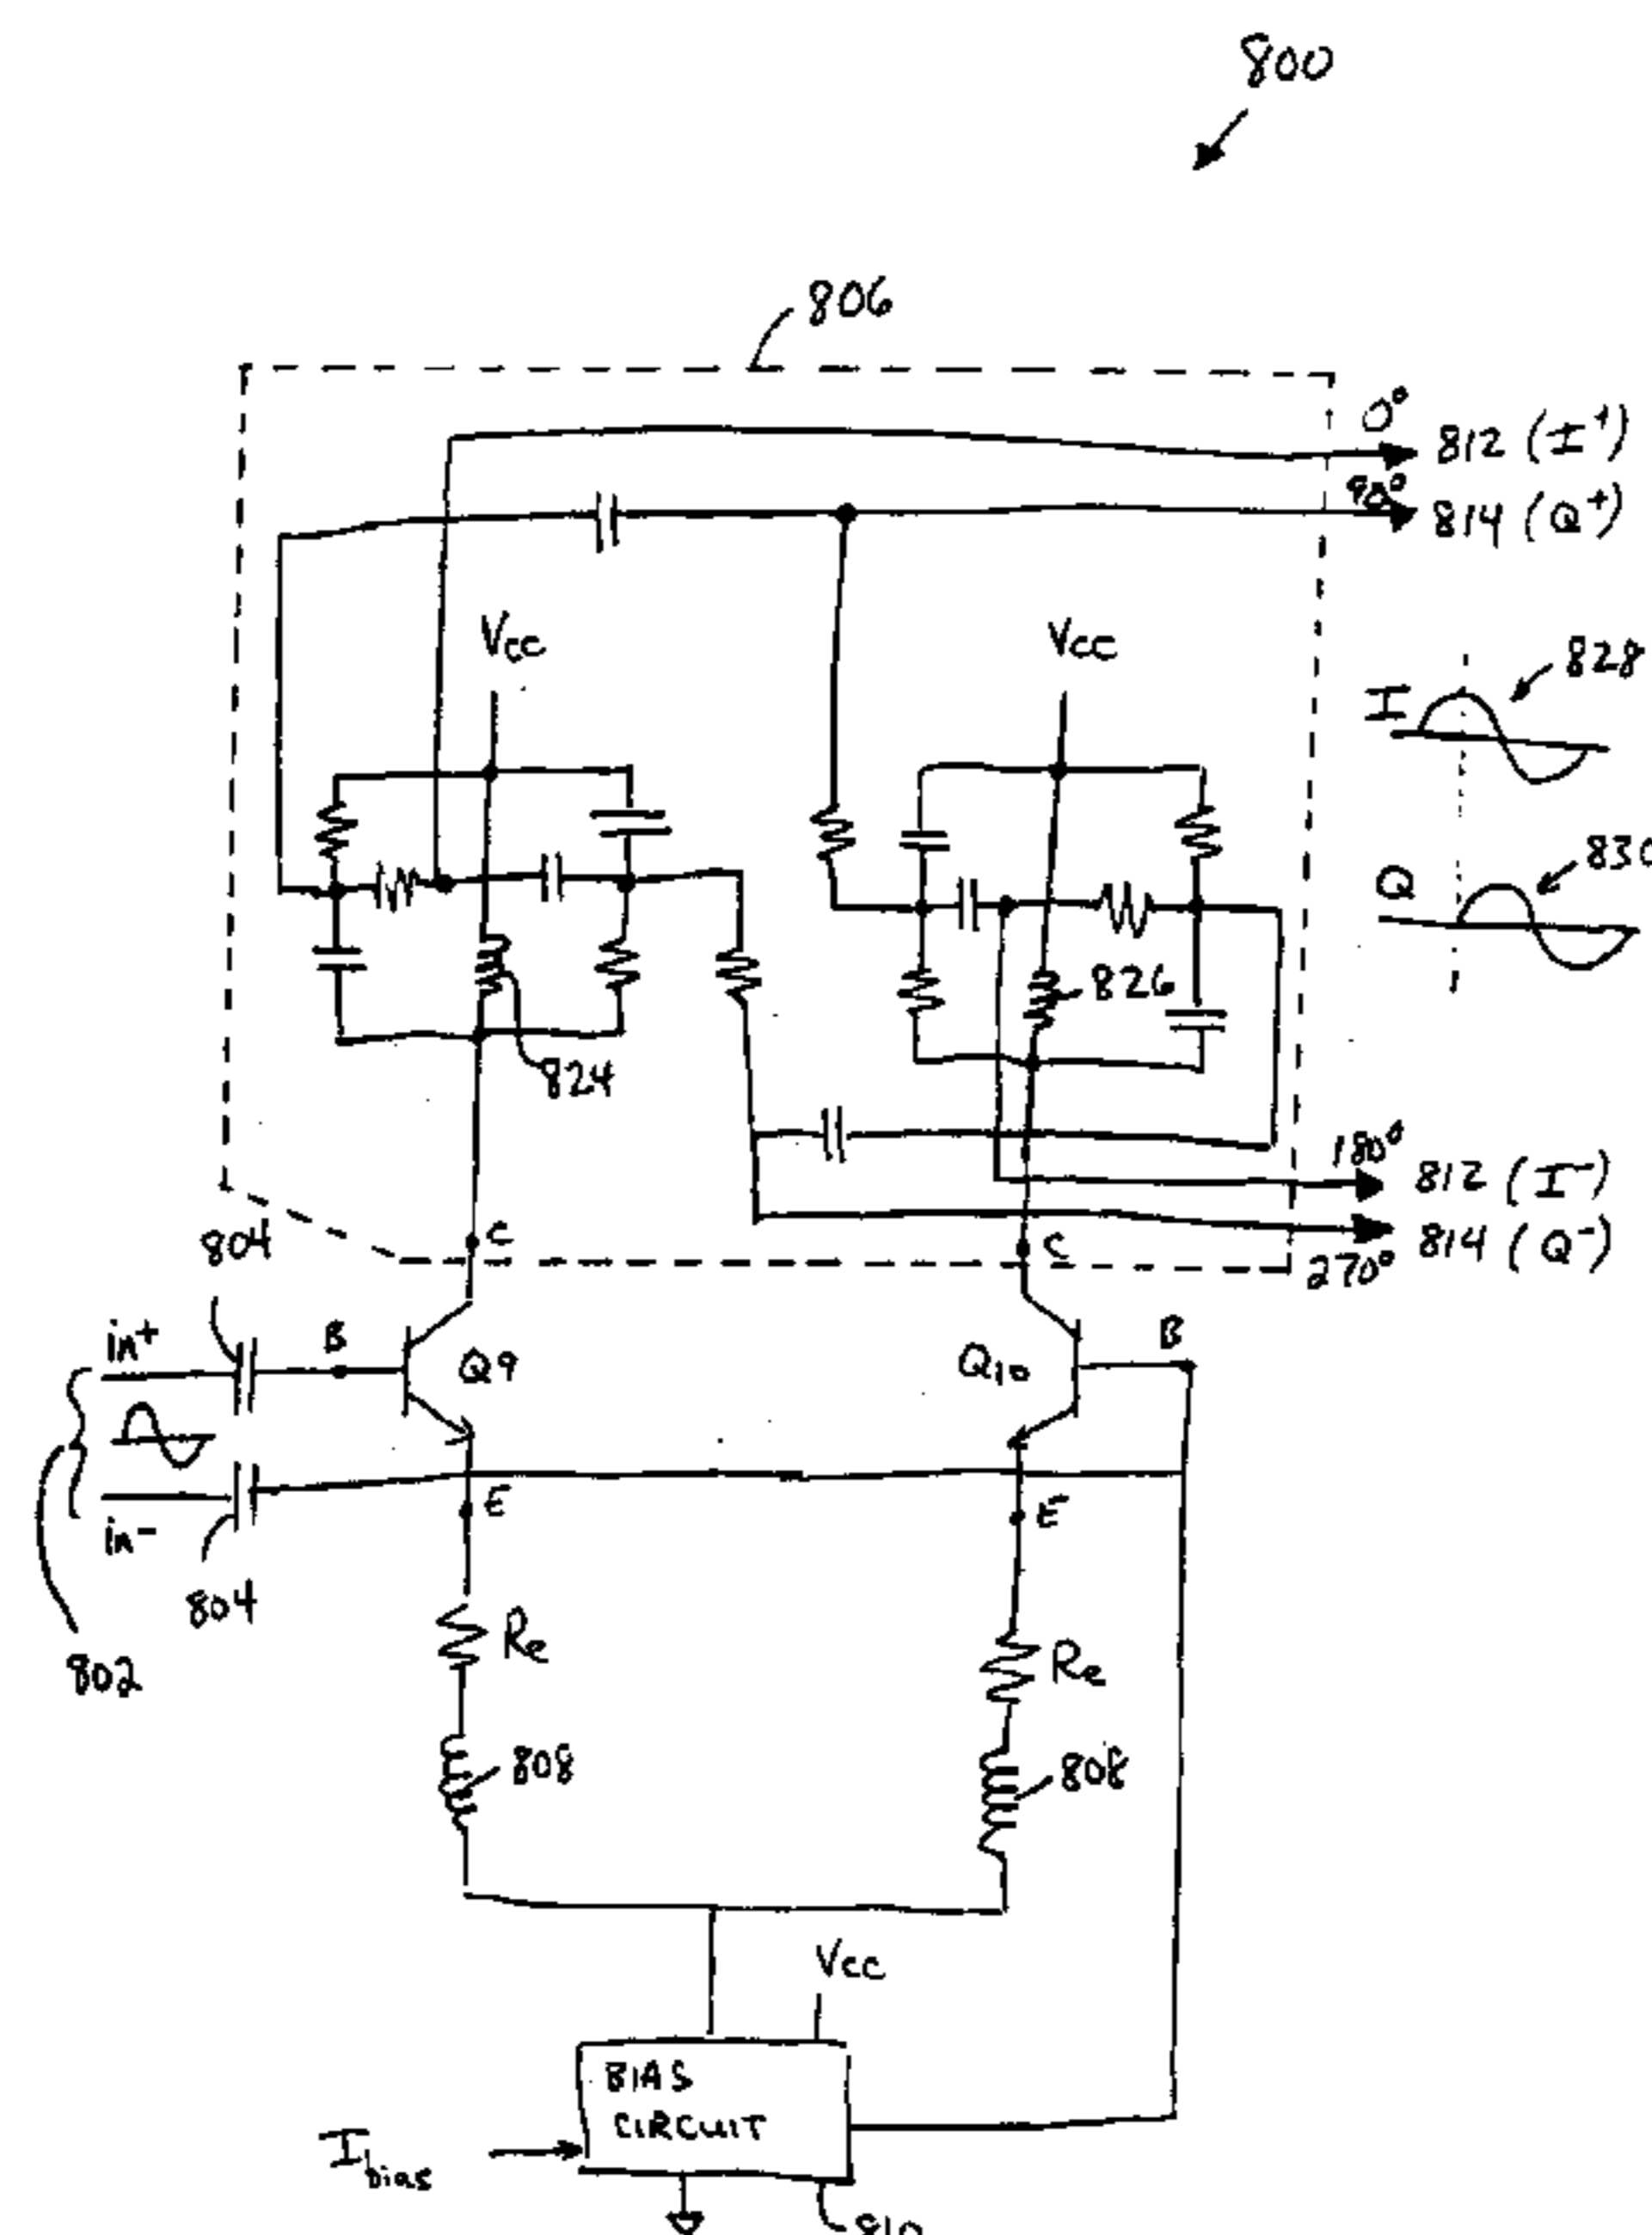 800
806
0°
812 (I+)
90°
814 (Q+)
Vcc
Vcc
828
I
830
Q
826
824
180°
812 (I-)
814 (Q-)
270°
C
C
804
in+
B
Q9
Q10
B
in-
E
E
804
802
Re
Re
808
808
Vcc
BIAS
CIRCUIT
Ibias
810